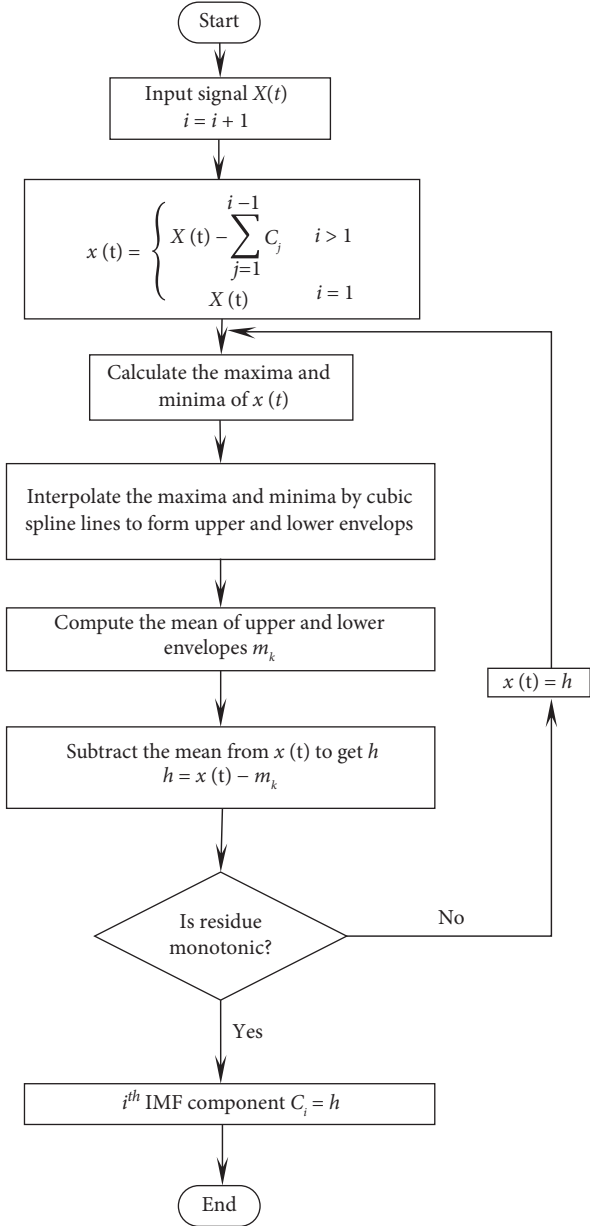 Start
Input signal X(t)
i = i + 1
x (t) = { X (t) – ∑_{j=1}^{i –1} C_j i > 1
X (t) i = 1
Calculate the maxima and
minima of x (t)
Interpolate the maxima and minima by cubic
spline lines to form upper and lower envelops
Compute the mean of upper and lower
envelopes m_k
x (t) = h
Subtract the mean from x (t) to get h
h = x (t) – m_k
Is residue
monotonic?
No
Yes
i^{th} IMF component C_i = h
End